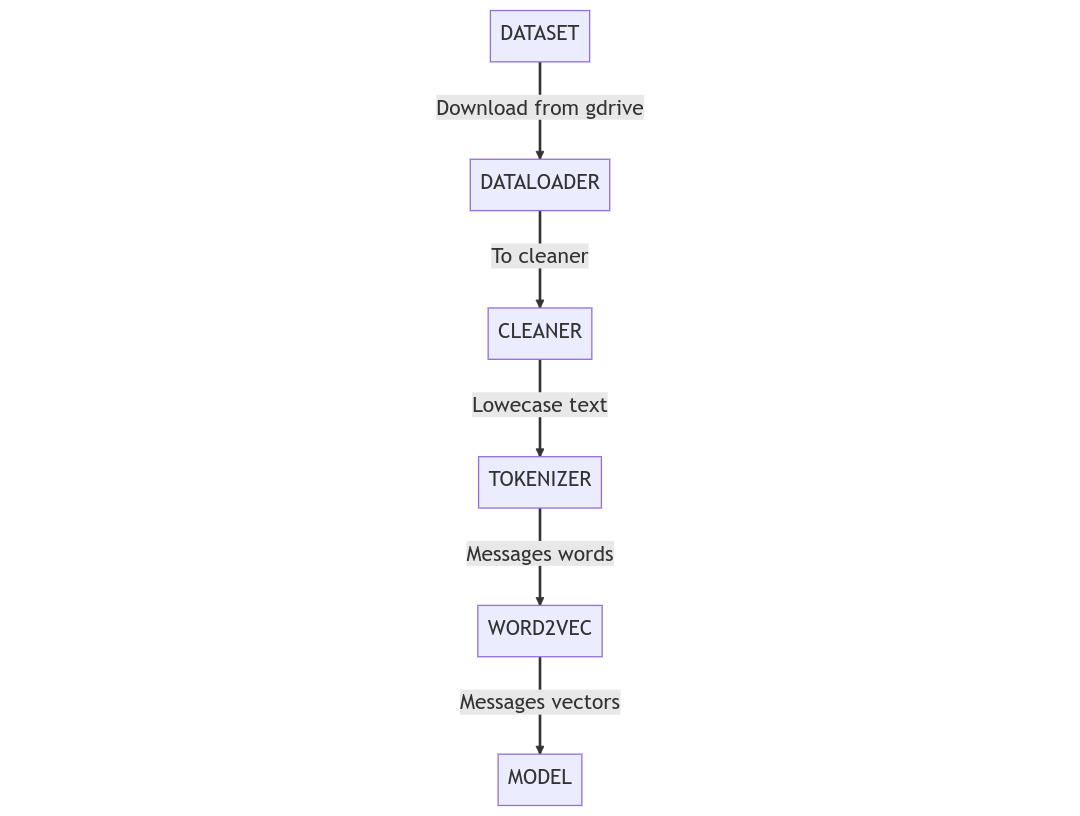 DATASET
Download from gdrive
DATALOADER
To cleaner
CLEANER
Lowecase text
TOKENIZER
Messages words
WORD2VEC
Messages vectors
MODEL